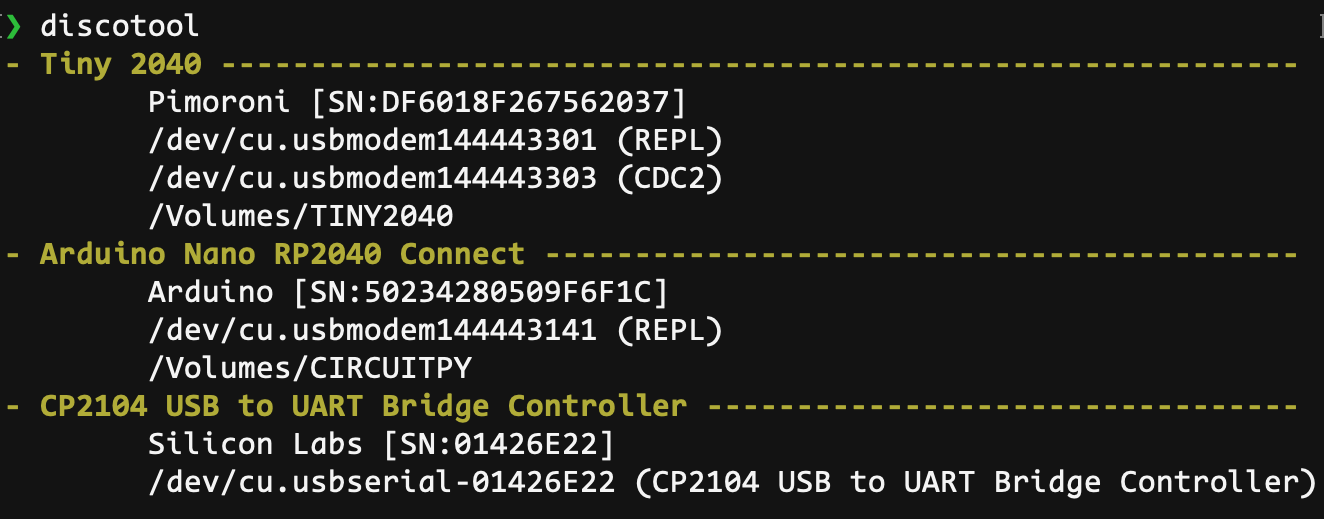 ❯ discotool
- Tiny 2040 ------------------------------------------------------------
Pimoroni [SN:DF6018F267562037]
/dev/cu.usbmodem144443301 (REPL)
/dev/cu.usbmodem144443303 (CDC2)
/Volumes/TINY2040
- Arduino Nano RP2040 Connect ------------------------------------------
Arduino [SN:50234280509F6F1C]
/dev/cu.usbmodem144443141 (REPL)
/Volumes/CIRCUITPY
- CP2104 USB to UART Bridge Controller ---------------------------------
Silicon Labs [SN:01426E22]
/dev/cu.usbserial-01426E22 (CP2104 USB to UART Bridge Controller)